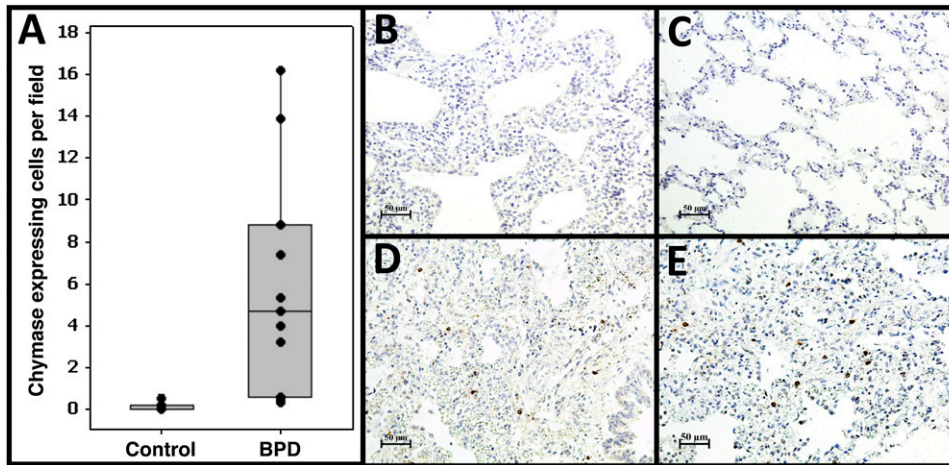 A
Chymase expressing cells per field
18
16
14
12
10
8
6
4
2
0
Control
BPD
B
50 µm
C
50 µm
D
50 µm
E
50 µm